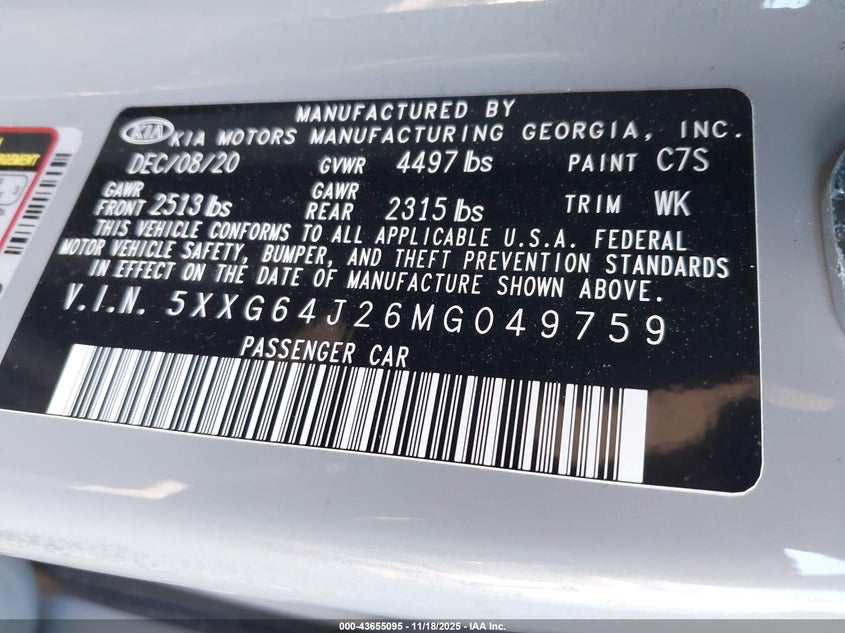 MANUFACTURED BY
KIA KIA MOTORS MANUFACTURING GEORGIA, INC.
DEC/08/20 GVWR 4497 lbs PAINT C7S
GAWR FRONT 2513 lbs GAWR REAR 2315 lbs TRIM WK
THIS VEHICLE CONFORMS TO ALL APPLICABLE U.S.A. FEDERAL
MOTOR VEHICLE SAFETY, BUMPER, AND THEFT PREVENTION STANDARDS
IN EFFECT ON THE DATE OF MANUFACTURE SHOWN ABOVE.
V.I.N. 5XXG64J26MG049759
PASSENGER CAR
000-43655095 - 11/18/2025 - IAA Inc.